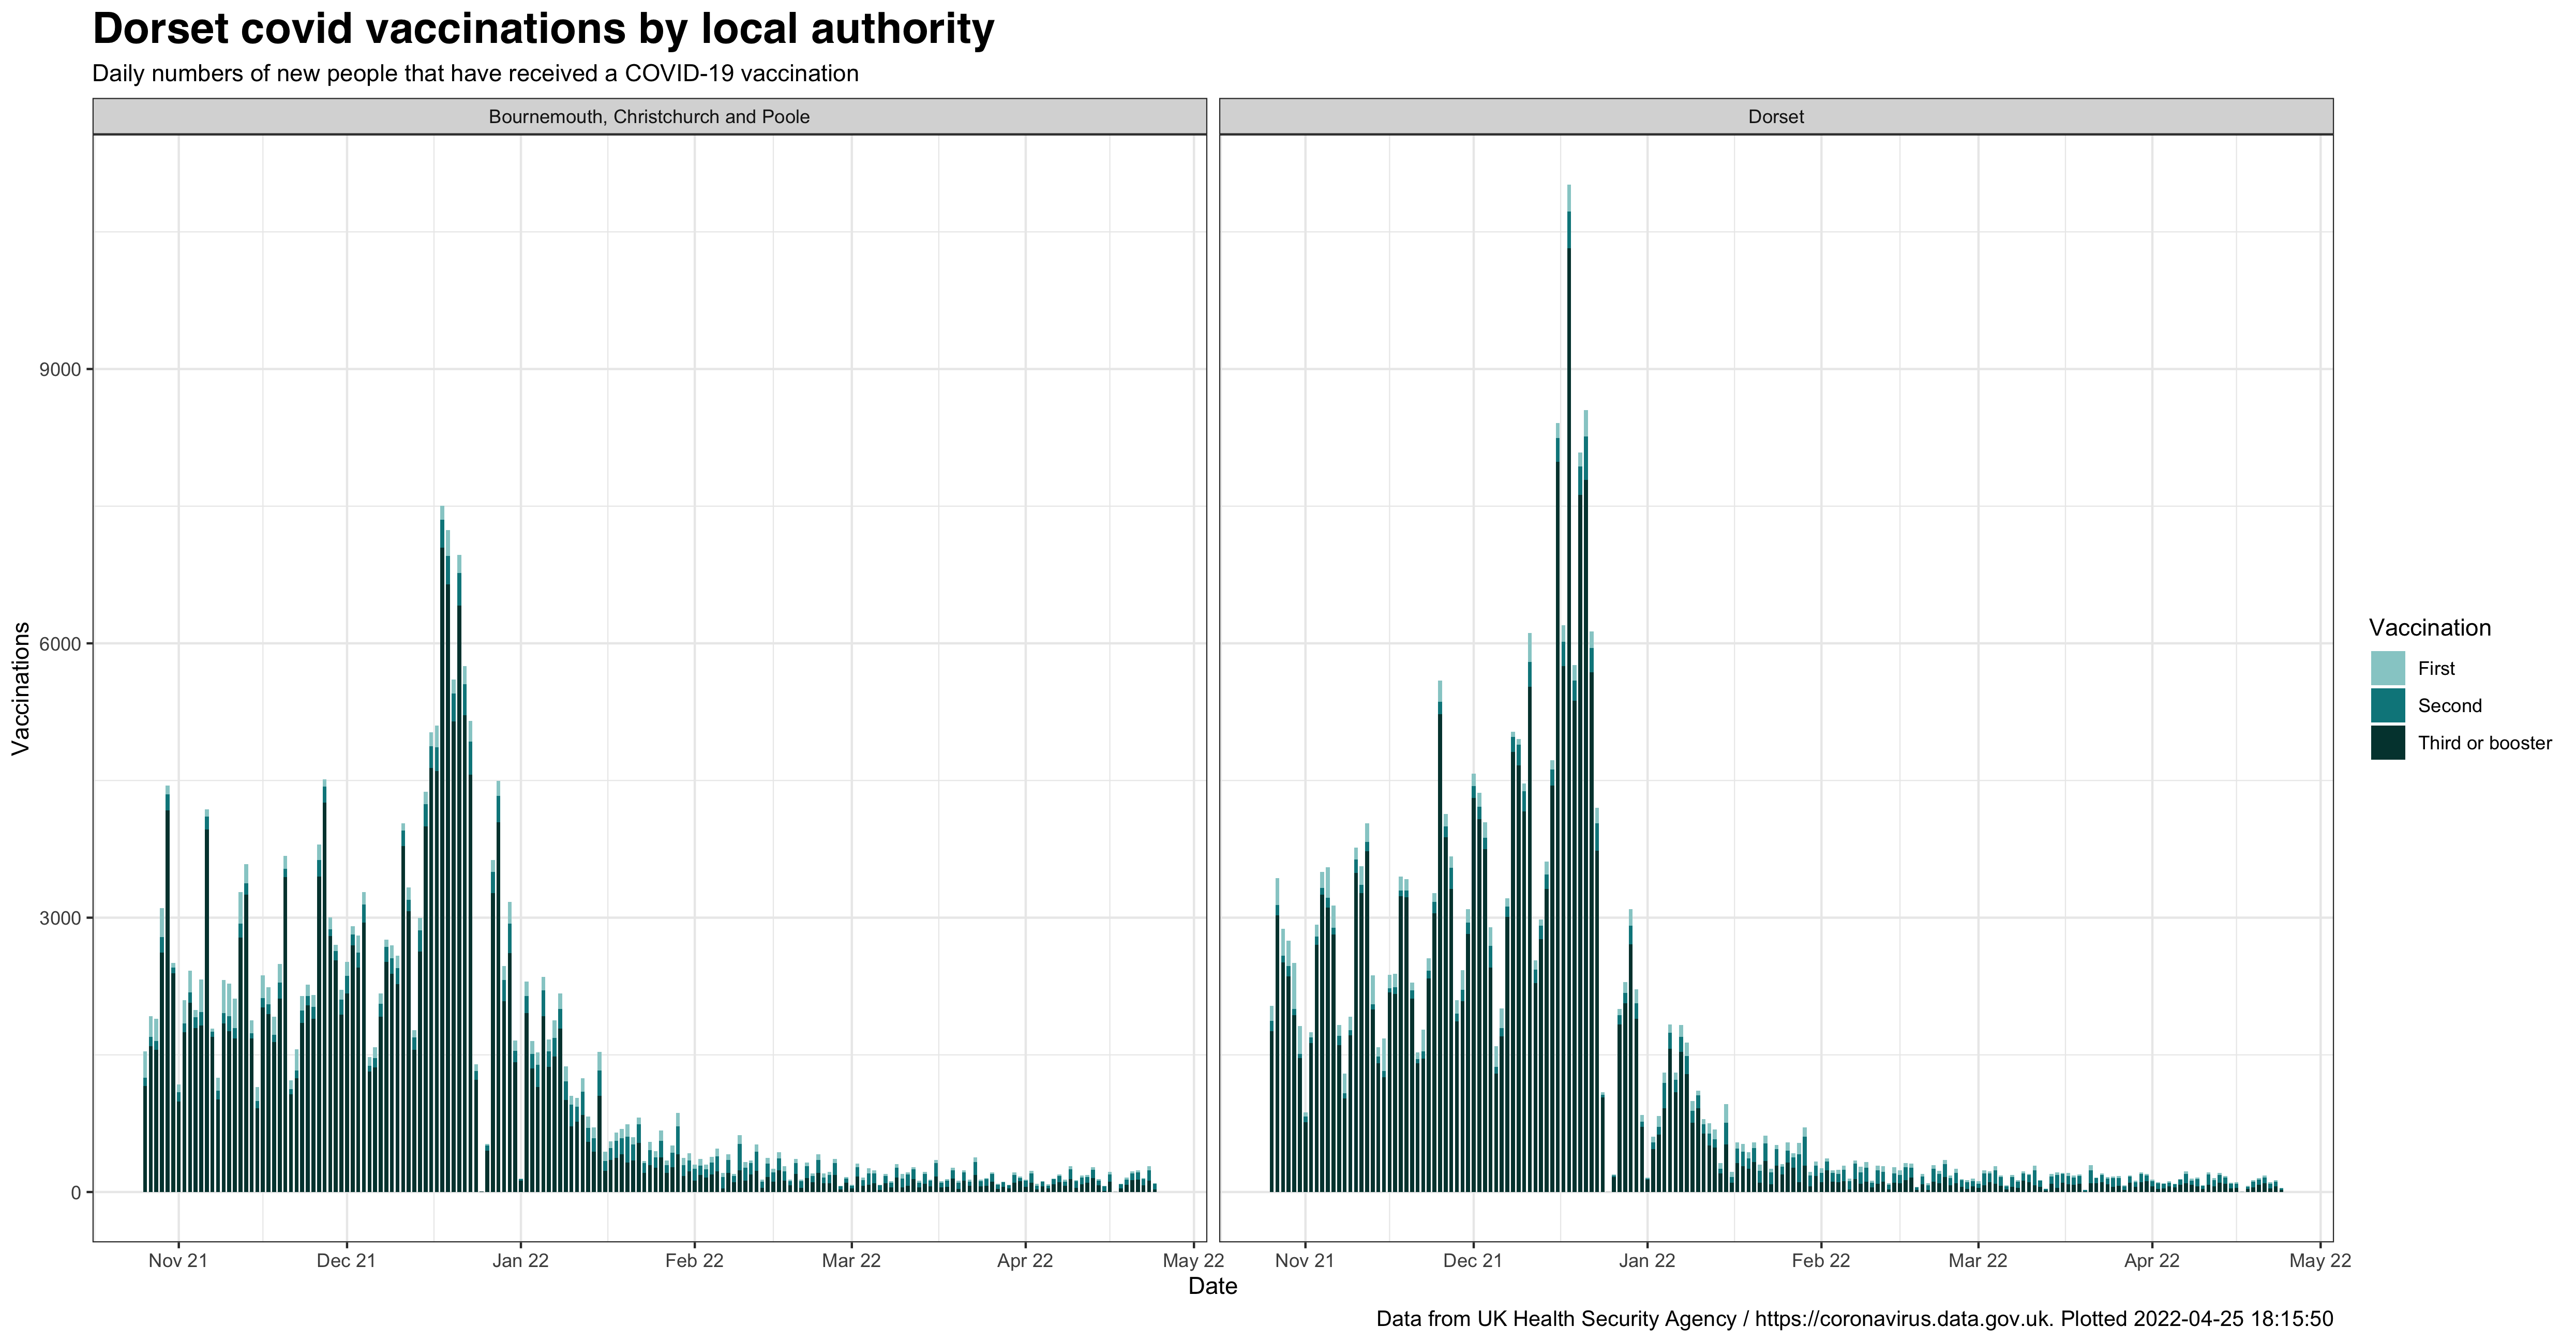 Dorset covid vaccinations by local authority
Daily numbers of new people that have received a COVID-19 vaccination
Bournemouth, Christchurch and Poole
Dorset
Vaccinations
9000
6000
3000
0
Nov 21 Dec 21 Jan 22 Feb 22 Mar 22 Apr 22 May 22
Nov 21 Dec 21 Jan 22 Feb 22 Mar 22 Apr 22 May 22
Date
Vaccination
First
Second
Third or booster
Data from UK Health Security Agency / https://coronavirus.data.gov.uk. Plotted 2022-04-25 18:15:50